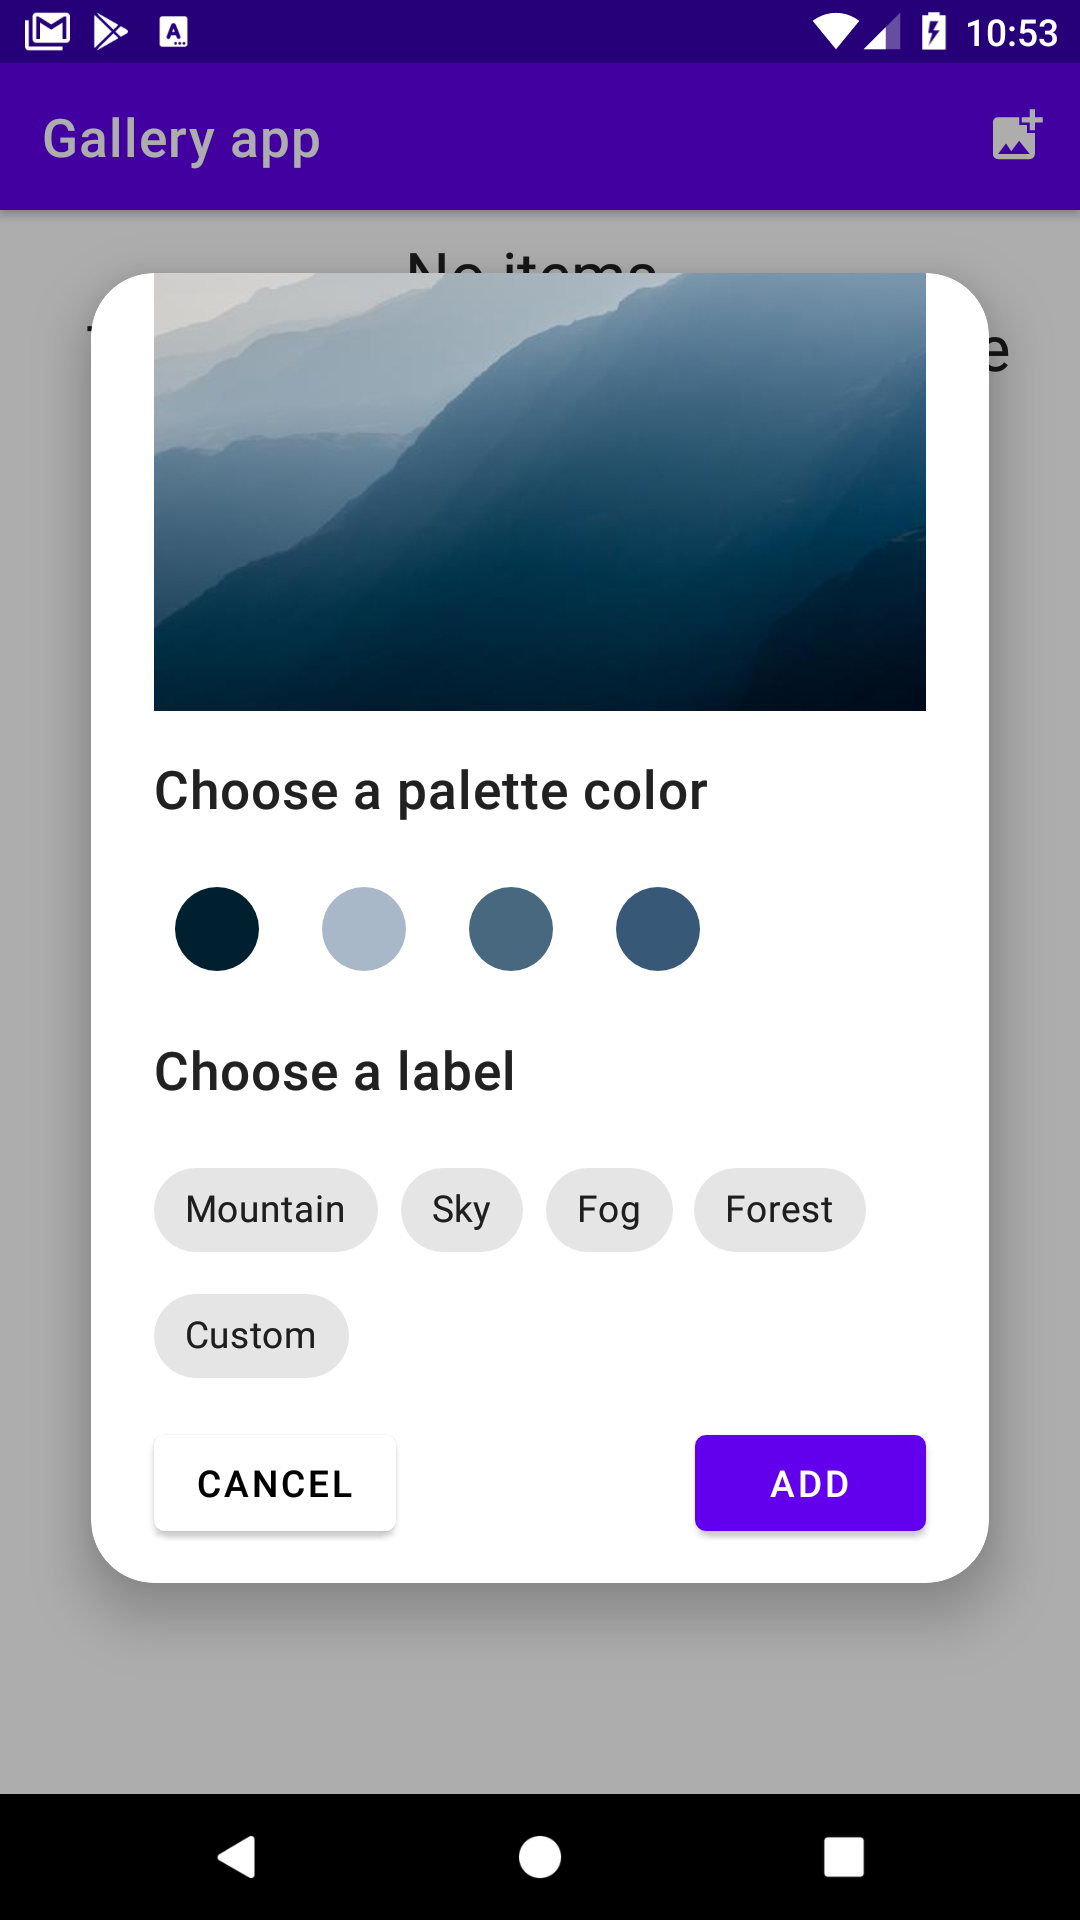 10:53
Gallery app
No items
Choose a palette color
Choose a label
Mountain Sky Fog Forest
Custom
CANCEL ADD